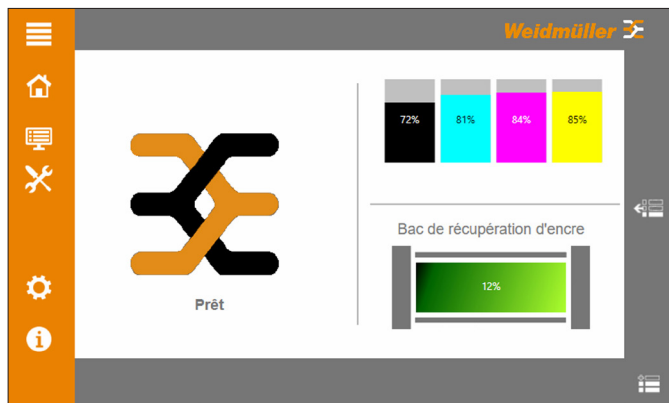 Weidmüller
72%
81%
84%
85%
Bac de récupération d'encre
12%
Prêt